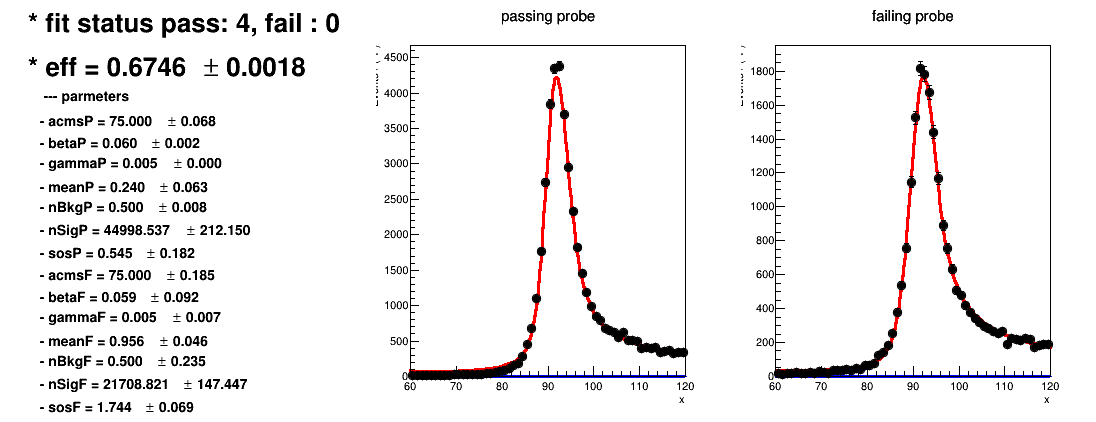 * fit status pass: 4, fail : 0
* eff = 0.6746 ± 0.0018
--- parmeters
- acmsP = 75.000 ± 0.068
- betaP = 0.060 ± 0.002
- gammaP = 0.005 ± 0.000
- meanP = 0.240 ± 0.063
- nBkgP = 0.500 ± 0.008
- nSigP = 44998.537 ± 212.150
- sosP = 0.545 ± 0.182
- acmsF = 75.000 ± 0.185
- betaF = 0.059 ± 0.092
- gammaF = 0.005 ± 0.007
- meanF = 0.956 ± 0.046
- nBkgF = 0.500 ± 0.235
- nSigF = 21708.821 ± 147.447
- sosF = 1.744 ± 0.069
passing probe
4500
4000
3500
3000
2500
2000
1500
1000
500
0
60 70 80 90 100 110 120
x
failing probe
1800
1600
1400
1200
1000
800
600
400
200
0
60 70 80 90 100 110 120
x